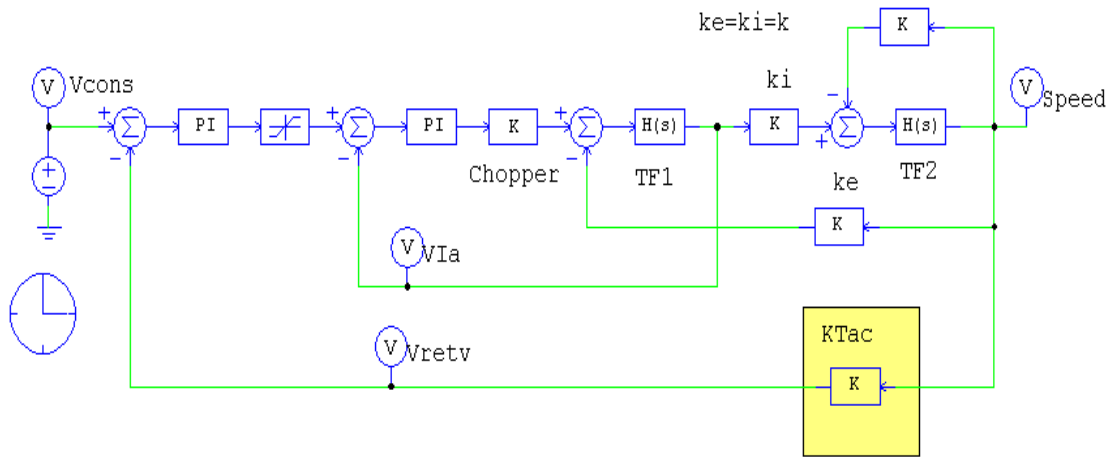 ke=ki=k
K
V
Vcons
ki
V
Speed
+
Σ
−
PI
+
Σ
−
PI
K
+
Σ
−
H(s)
K
−
+
Σ
H(s)
+
−
Chopper
TF1
TF2
ke
K
V
VIa
KTac
V
Vretv
K